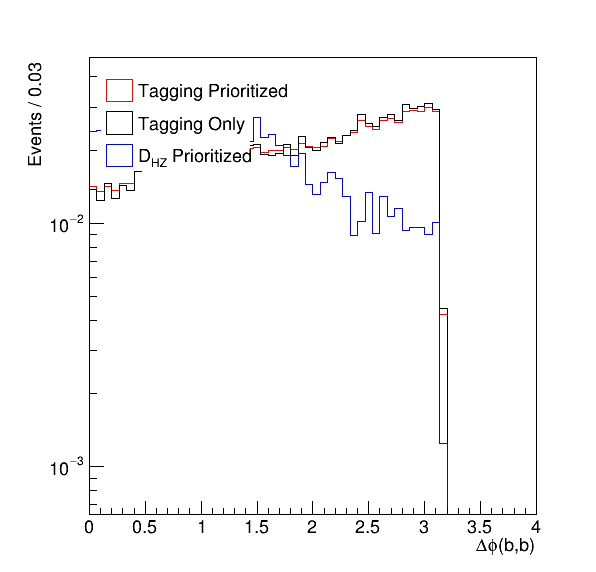 Events / 0.03
Tagging Prioritized
Tagging Only
D_HZ Prioritized
10⁻²
10⁻³
0 0.5 1 1.5 2 2.5 3 3.5 4
Δϕ(b,b)